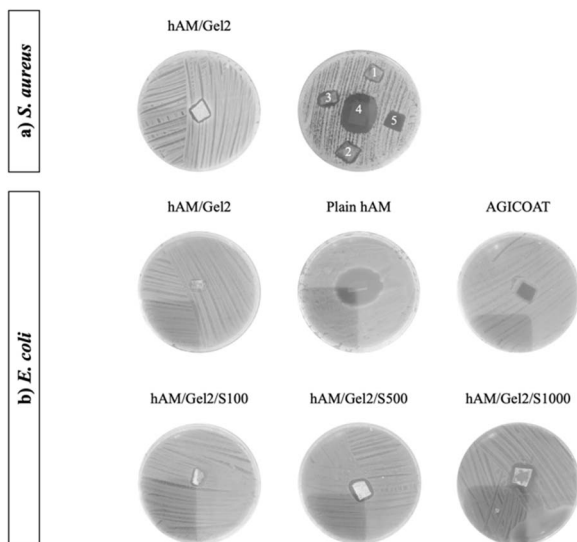 a) S. aureus
hAM/Gel2
1
3
4
5
2
b) E. coli
hAM/Gel2
Plain hAM
AGICOAT
hAM/Gel2/S100
hAM/Gel2/S500
hAM/Gel2/S1000